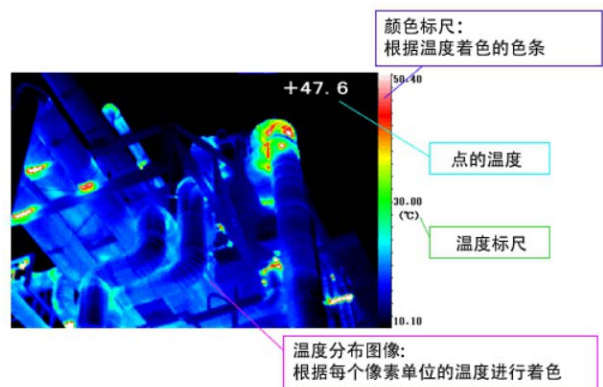 颜色标尺:
根据温度着色的色条
+47.6
50.40
点的温度
30.00
(℃)
温度标尺
10.10
温度分布图像:
根据每个像素单位的温度进行着色